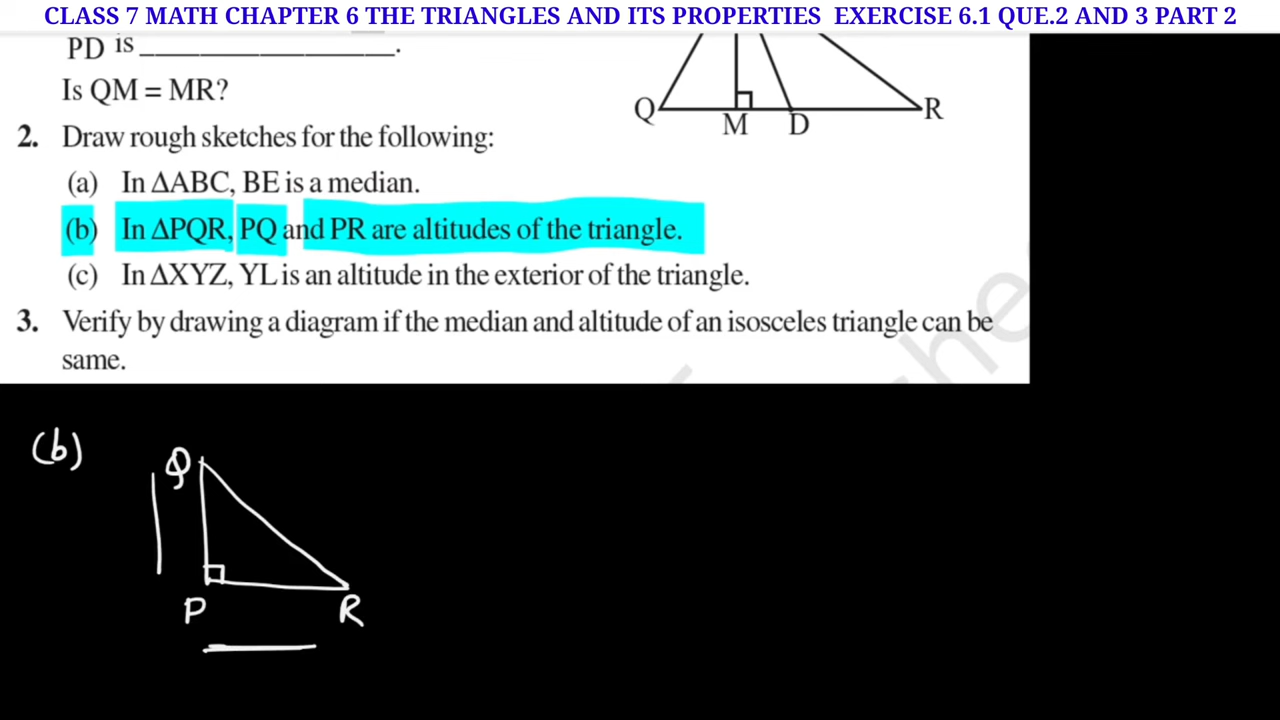 CLASS 7 MATH CHAPTER 6 THE TRIANGLES AND ITS PROPERTIES EXERCISE 6.1 QUE.2 AND 3 PART 2
PD is ____________________.
Is QM = MR?
Q M D R
2. Draw rough sketches for the following:
(a) In ΔABC, BE is a median.
(b) In ΔPQR, PQ and PR are altitudes of the triangle.
(c) In ΔXYZ, YL is an altitude in the exterior of the triangle.
3. Verify by drawing a diagram if the median and altitude of an isosceles triangle can be
same.
(b)
Q
P R